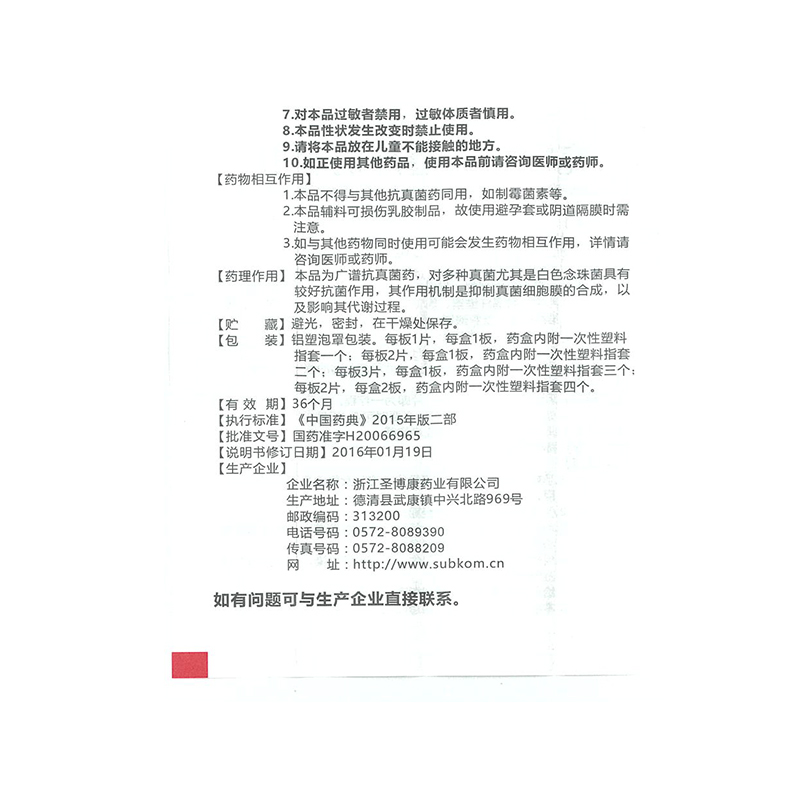 7.对本品过敏者禁用，过敏体质者慎用。
8.本品性状发生改变时禁止使用。
9.请将本品放在儿童不能接触的地方。
10.如正使用其他药品，使用本品前请咨询医师或药师。
【药物相互作用】
1.本品不得与其他抗真菌药同用，如制霉菌素等。
2.本品辅料可损伤乳胶制品，故使用避孕套或阴道隔膜时需
注意。
3.如与其他药物同时使用可能会发生药物相互作用，详情请
咨询医师或药师。
【药理作用】本品为广谱抗真菌药，对多种真菌尤其是白色念珠菌具有
较好抗菌作用，其作用机制是抑制真菌细胞膜的合成，以
及影响其代谢过程。
【贮 藏】避光，密封，在干燥处保存。
【包 装】铝塑泡罩包装。每板1片，每盒1板，药盒内附一次性塑料
指套一个；每板2片，每盒1板，药盒内附一次性塑料指套
二个；每板3片，每盒1板，药盒内附一次性塑料指套三个；
每板2片，每盒2板，药盒内附一次性塑料指套四个。
【有 效 期】36个月
【执行标准】《中国药典》2015年版二部
【批准文号】国药准字H20066965
【说明书修订日期】2016年01月19日
【生产企业】
企业名称：浙江圣博康药业有限公司
生产地址：德清县武康镇中兴北路969号
邮政编码：313200
电话号码：0572-8089390
传真号码：0572-8088209
网 址：http://www.subkom.cn
如有问题可与生产企业直接联系。